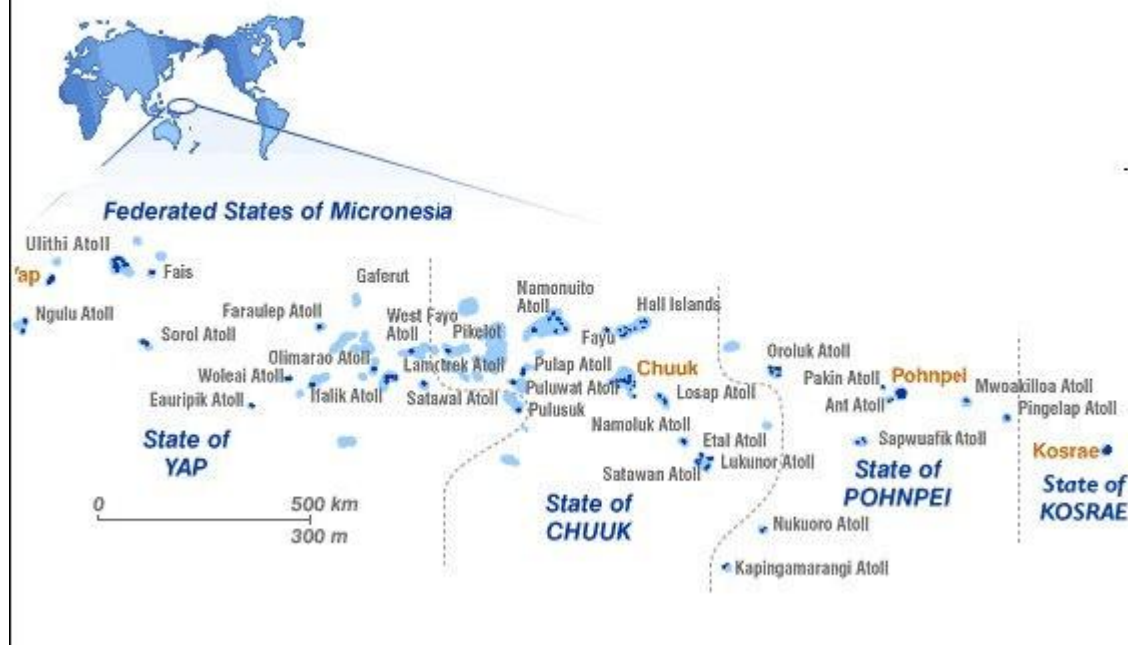 Federated States of Micronesia
Ulithi Atoll
'ap
Fais
Ngulu Atoll
Sorol Atoll
Gaferut
Faraulep Atoll
West Fayo
Atoll
Pikelot
Olimarao Atoll
Lamotrek Atoll
Woleai Atoll
Ifalik Atoll
Satawal Atoll
Eauripik Atoll
State of
YAP
0
500 km
300 m
Namonuito
Atoll
Hall Islands
Fayu
Pulap Atoll
Chuuk
Puluwat Atoll
Pulusuk
Losap Atoll
Namoluk Atoll
Etal Atoll
Satawan Atoll
Lukunor Atoll
State of
CHUUK
Oroluk Atoll
Pakin Atoll
Pohnpei
Ant Atoll
Mwoakilloa Atoll
Pingelap Atoll
Sapwuafik Atoll
State of
POHNPEI
Nukuoro Atoll
Kapingamarangi Atoll
Kosrae
State of
KOSRAE